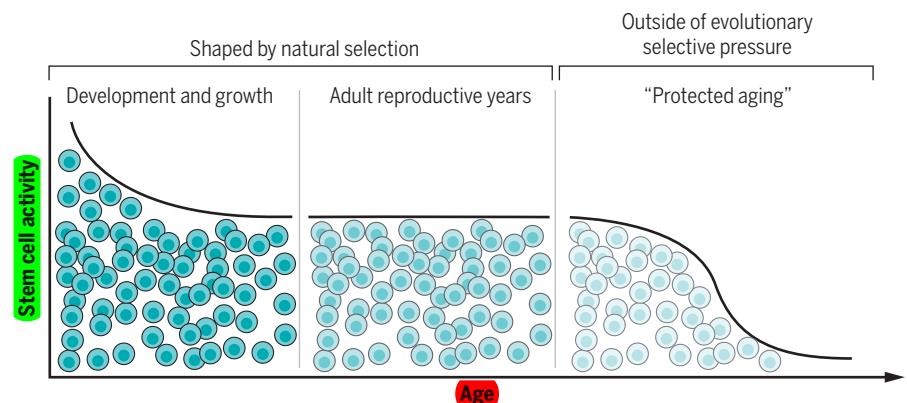 Shaped by natural selection
Outside of evolutionary
selective pressure
Development and growth
Adult reproductive years
“Protected aging”
Stem cell activity
Age